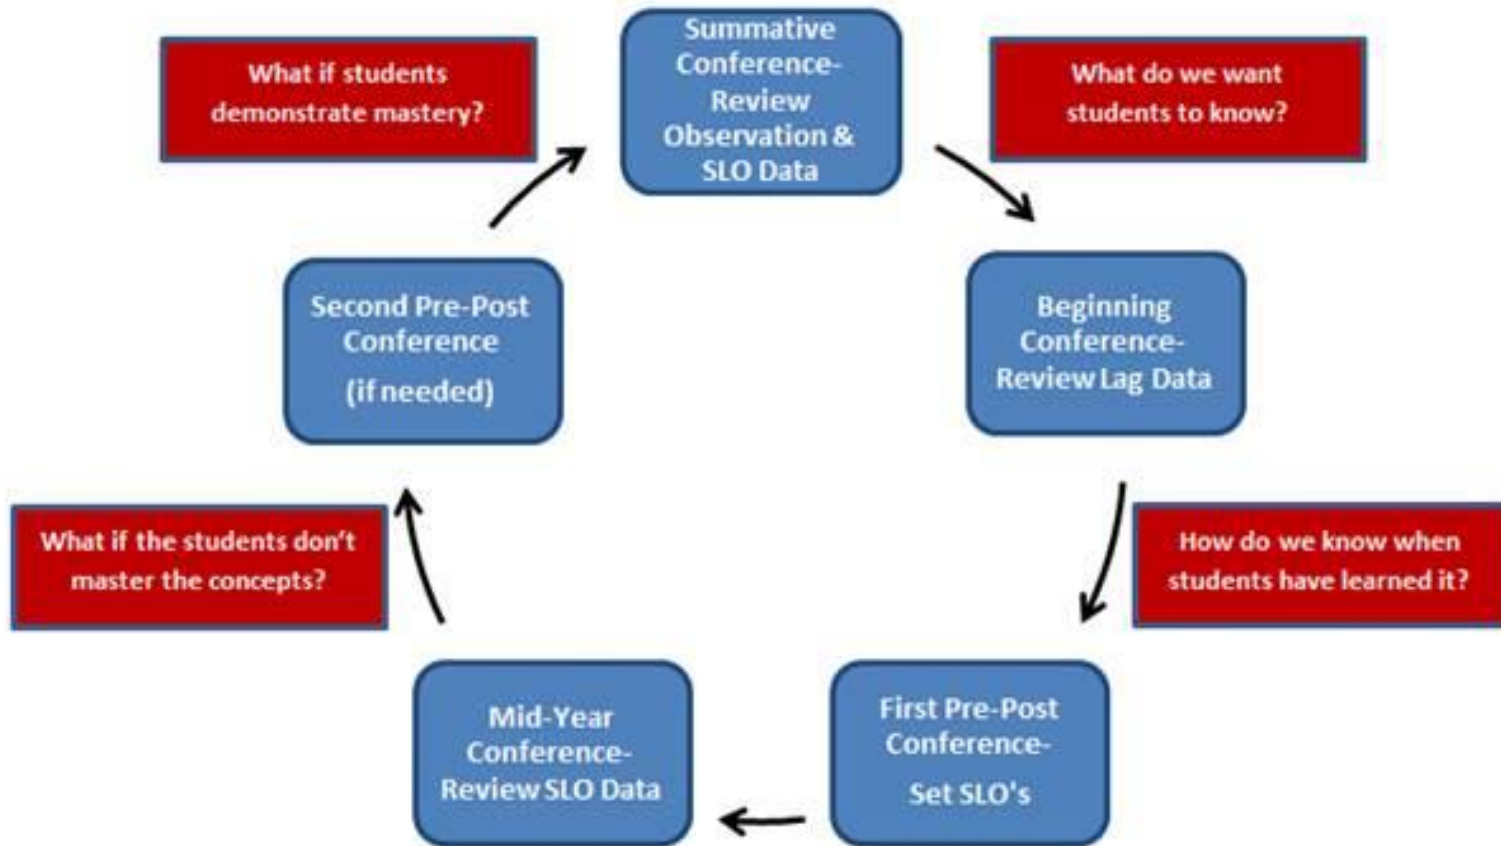 Summative
Conference-
Review
Observation &
SLO Data
What do we want
students to know?
Beginning
Conference-
Review Lag Data
How do we know when
students have learned it?
First Pre-Post
Conference-
Set SLO's
Mid-Year
Conference-
Review SLO Data
What if the students don't
master the concepts?
Second Pre-Post
Conference
(if needed)
What if students
demonstrate mastery?